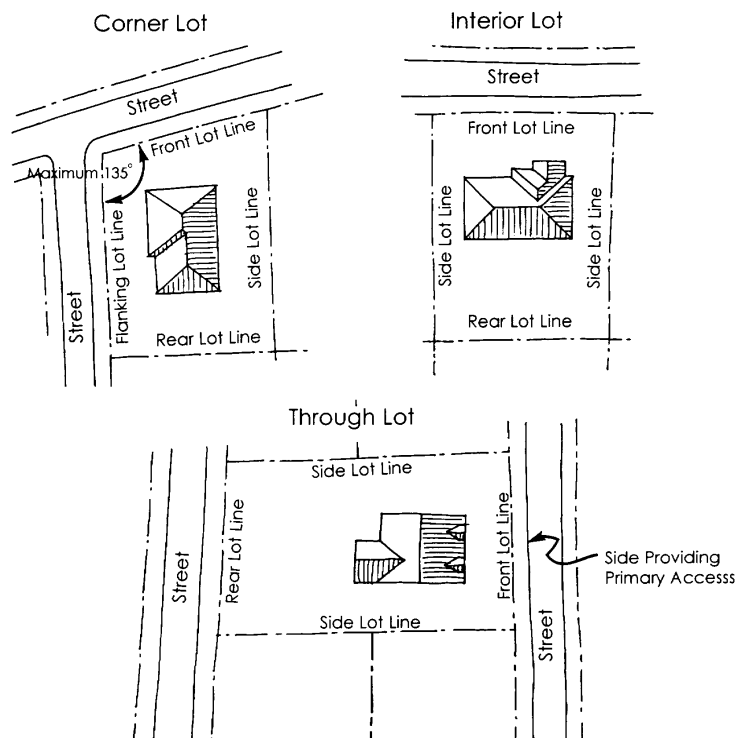 Corner Lot
Street
Front Lot Line
Maximum 135°
Flanking Lot Line
Side Lot Line
Street
Rear Lot Line
Interior Lot
Street
Front Lot Line
Side Lot Line
Side Lot Line
Rear Lot Line
Through Lot
Side Lot Line
Street
Rear Lot Line
Front Lot Line
Side Providing
Primary Accesss
Street
Side Lot Line